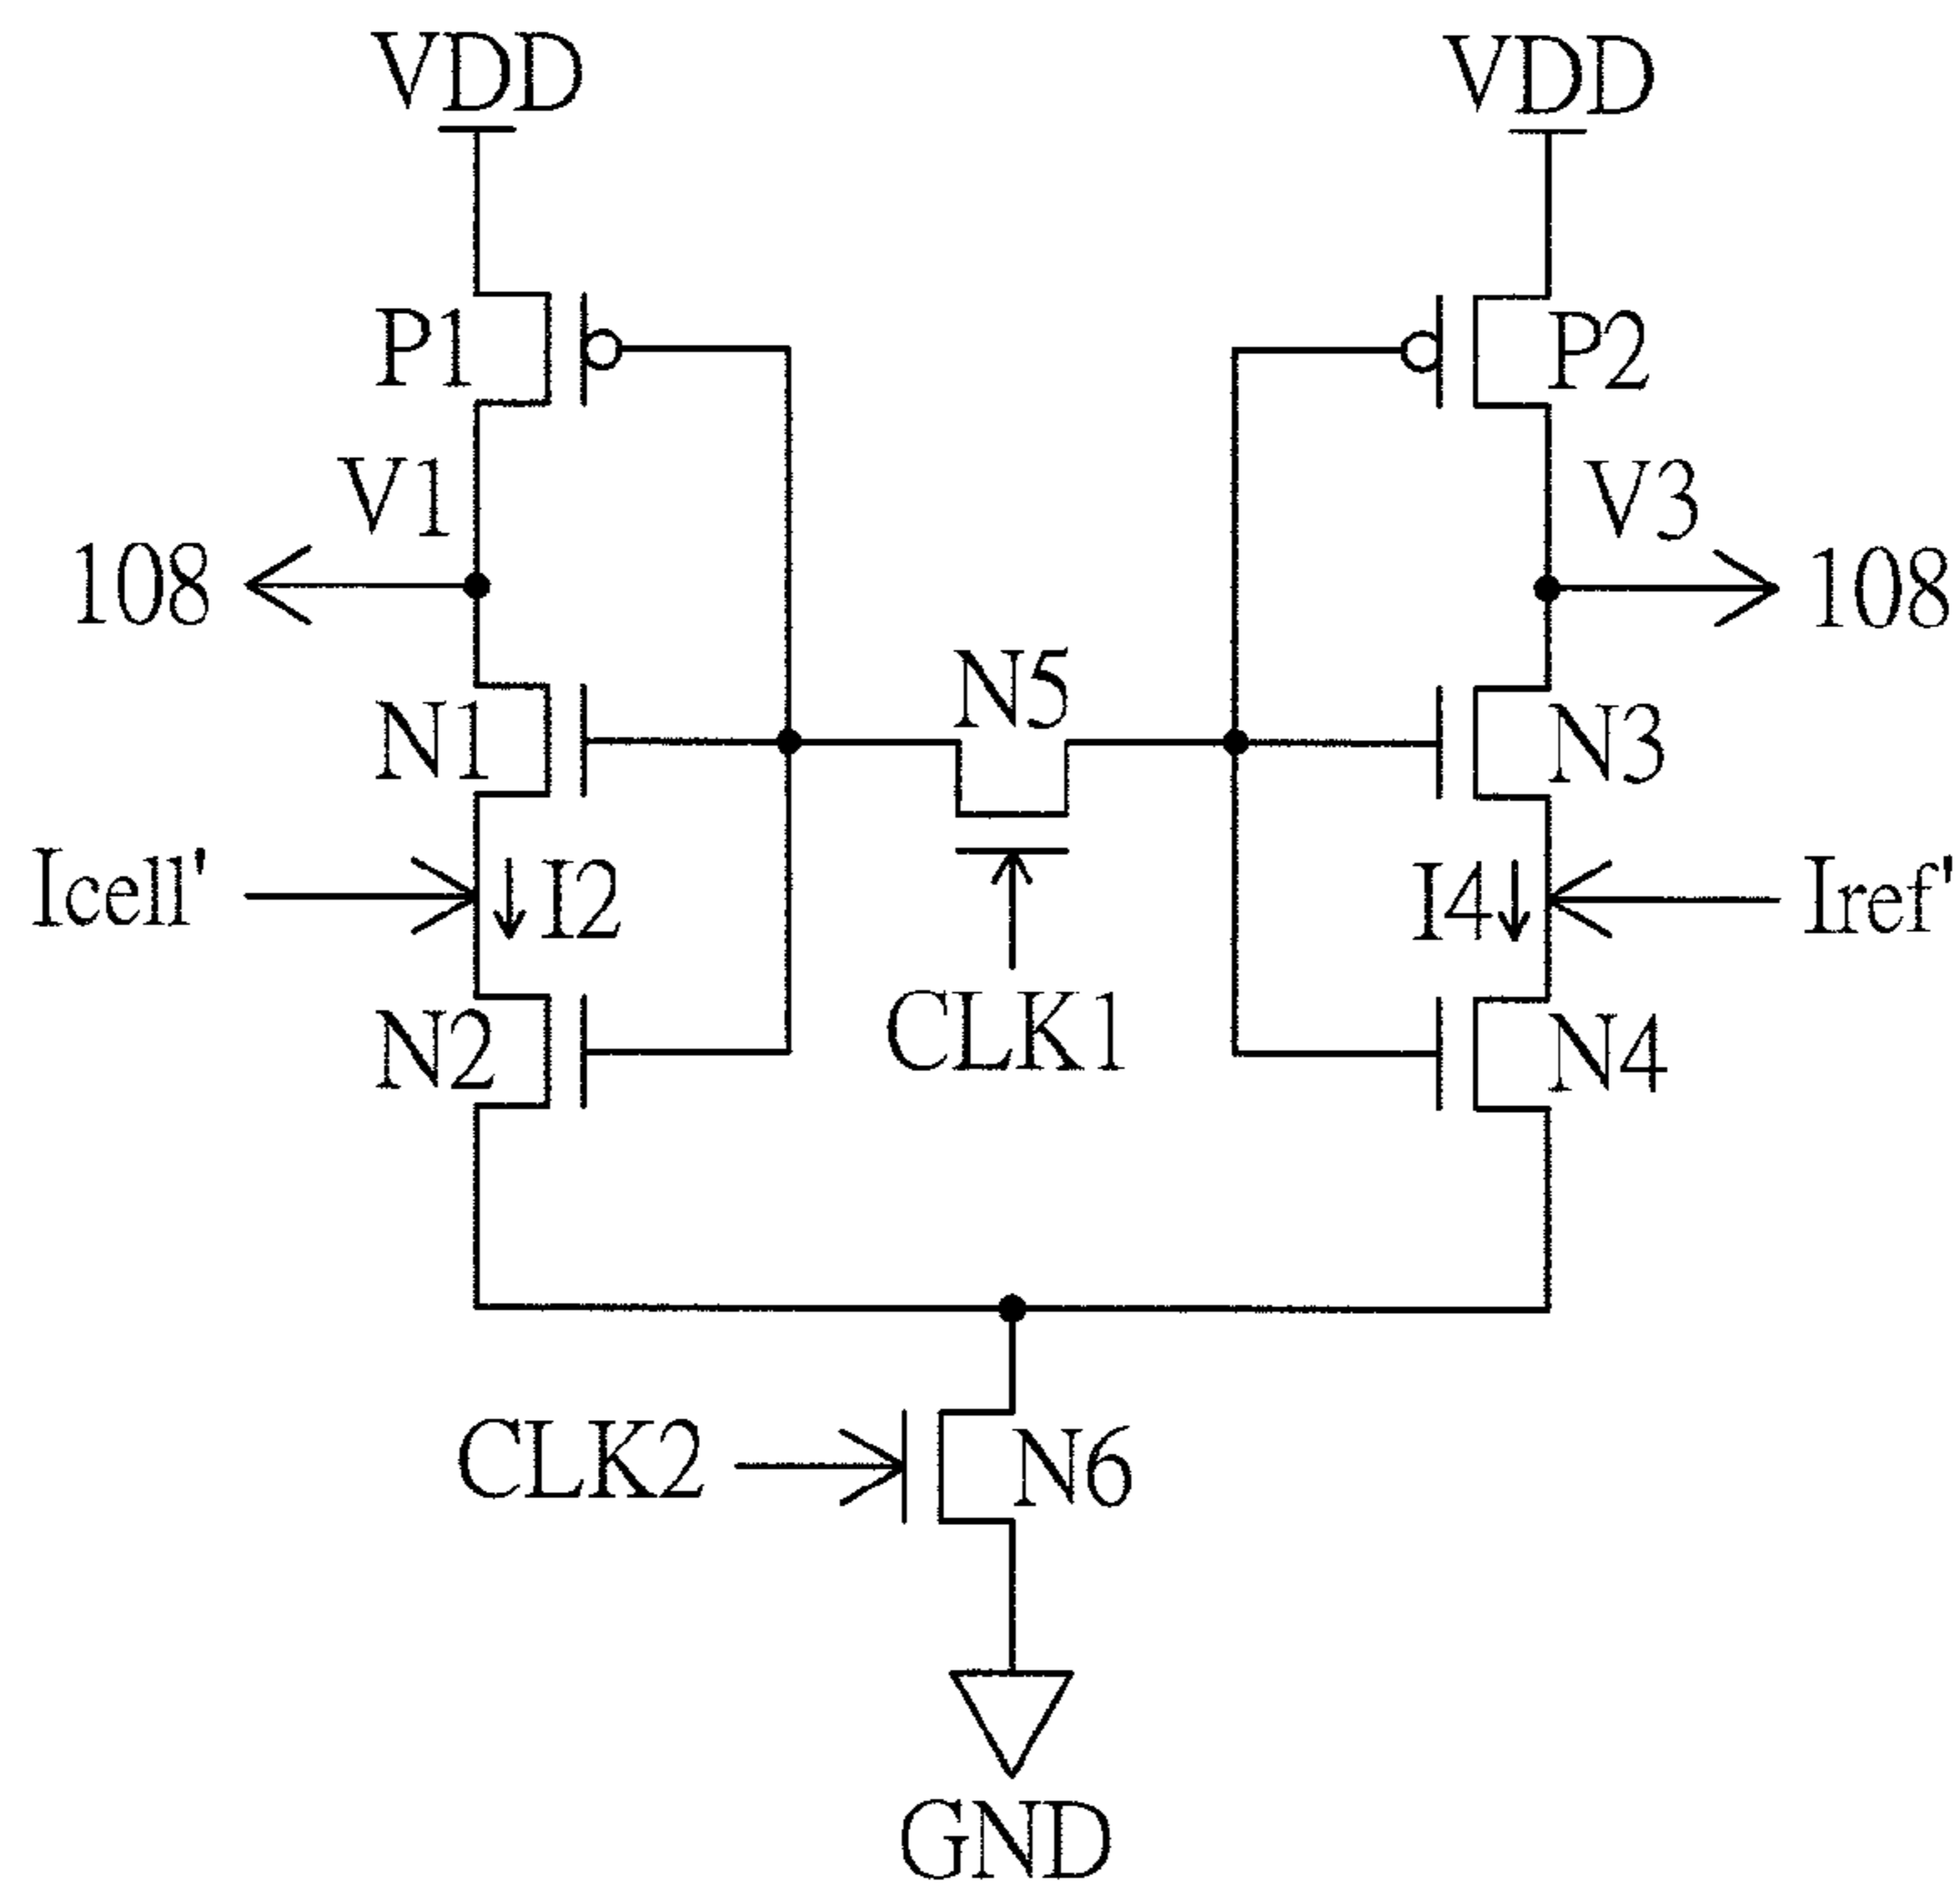 VDD VDD
P1 P2
V1 V3
108 108
N5
N1 N3
Icell' I2 I4 Iref'
CLK1
N2 N4
CLK2 N6
GND